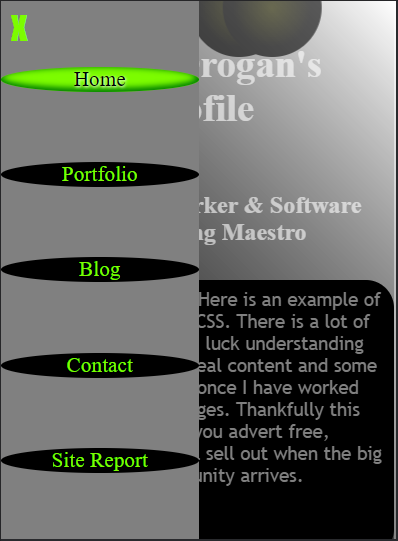 X
Home
Portfolio
Blog
Contact
Site Report
rogan's
ofile
rker & Software
ng Maestro
Here is an example of
CSS. There is a lot of
luck understanding
eal content and some
once I have worked
ges. Thankfully this
you advert free,
sell out when the big
unity arrives.